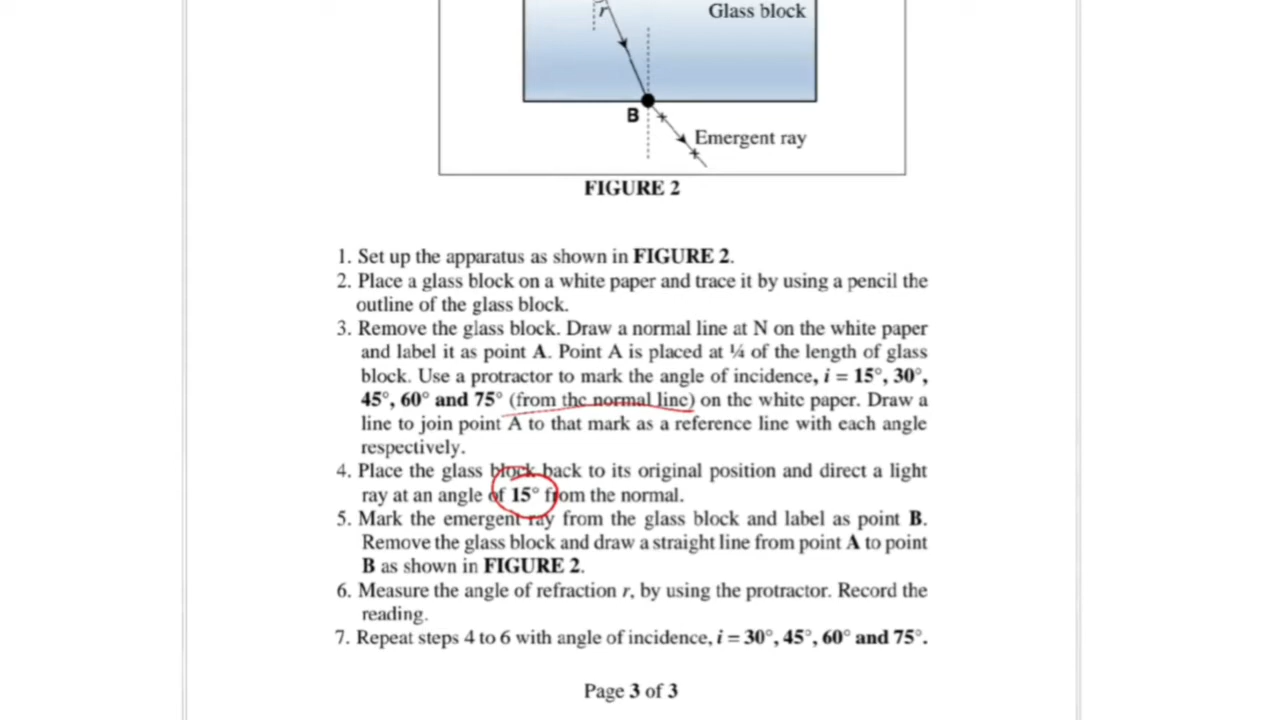 r
Glass block
B
Emergent ray
FIGURE 2
1. Set up the apparatus as shown in FIGURE 2.
2. Place a glass block on a white paper and trace it by using a pencil the
outline of the glass block.
3. Remove the glass block. Draw a normal line at N on the white paper
and label it as point A. Point A is placed at ¼ of the length of glass
block. Use a protractor to mark the angle of incidence, i = 15°, 30°,
45°, 60° and 75° (from the normal line) on the white paper. Draw a
line to join point A to that mark as a reference line with each angle
respectively.
4. Place the glass block back to its original position and direct a light
ray at an angle of 15° from the normal.
5. Mark the emergent ray from the glass block and label as point B.
Remove the glass block and draw a straight line from point A to point
B as shown in FIGURE 2.
6. Measure the angle of refraction r, by using the protractor. Record the
reading.
7. Repeat steps 4 to 6 with angle of incidence, i = 30°, 45°, 60° and 75°.
Page 3 of 3